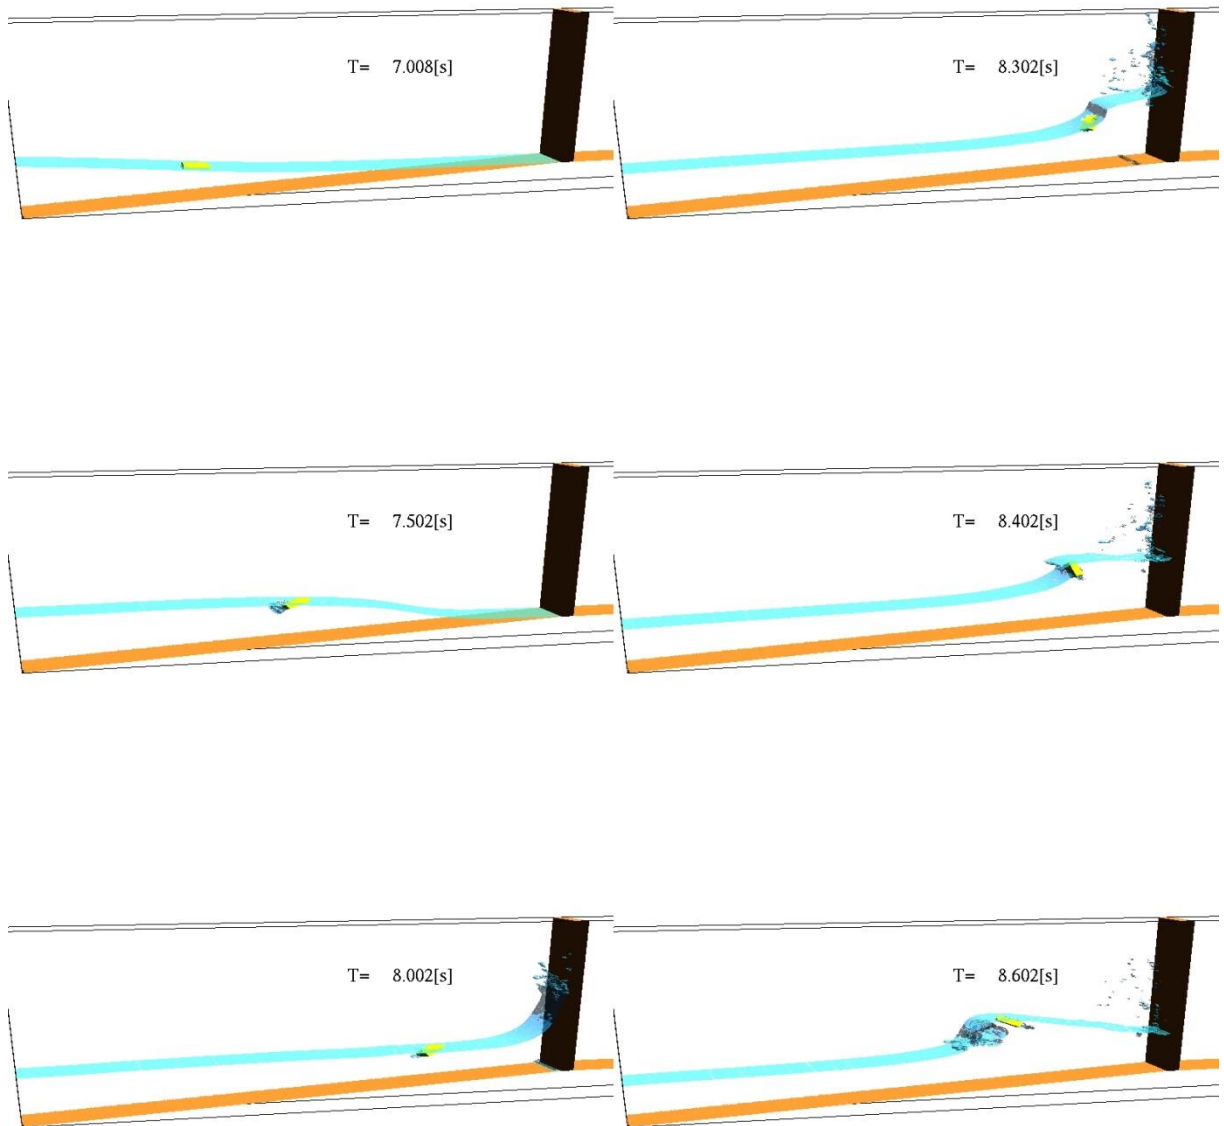 T= 7.008[s]
T= 8.302[s]
T= 7.502[s]
T= 8.402[s]
T= 8.002[s]
T= 8.602[s]